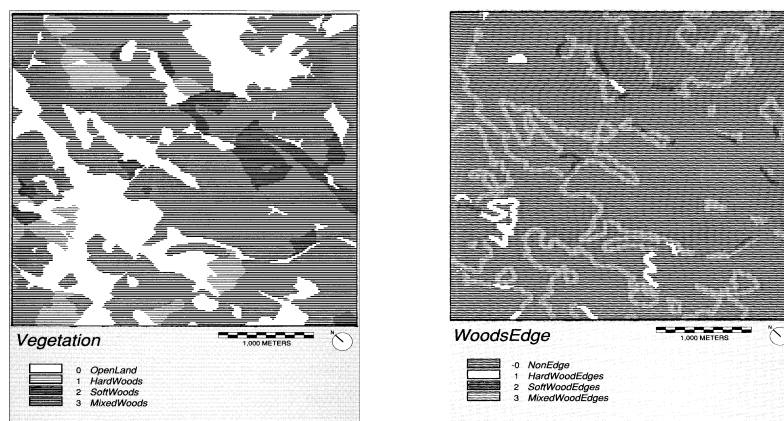 Vegetation
1,000 METERS
N
0 OpenLand
1 HardWoods
2 SoftWoods
3 MixedWoods
WoodsEdge
1,000 METERS
N
-0 NonEdge
1 HardWoodEdges
2 SoftWoodEdges
3 MixedWoodEdges